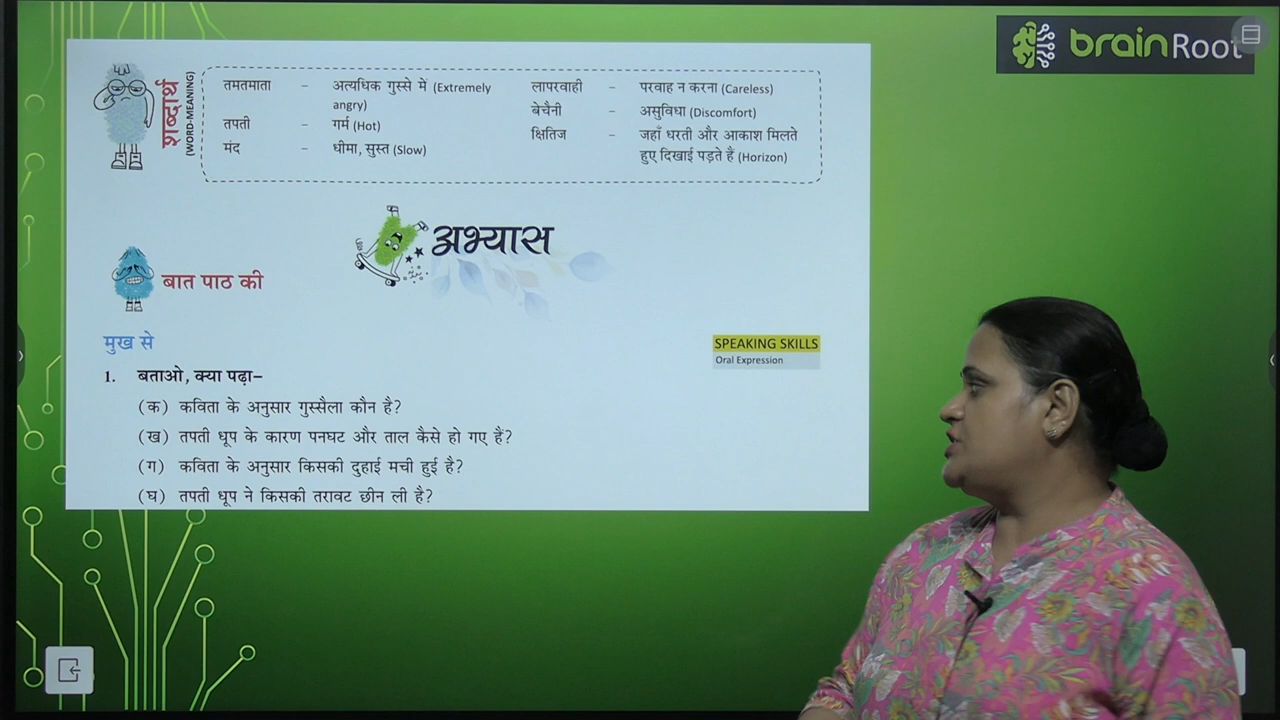 brainRoot
शब्दार्थ
(WORD-MEANING)
तमतमाता – अत्यधिक गुस्से में (Extremely
angry)
तपती – गर्म (Hot)
मंद – धीमा, सुस्त (Slow)
लापरवाही – परवाह न करना (Careless)
बेचैनी – असुविधा (Discomfort)
क्षितिज – जहाँ धरती और आकाश मिलते
हुए दिखाई पड़ते हैं (Horizon)
अभ्यास
बात पाठ की
मुख से
SPEAKING SKILLS
Oral Expression
1. बताओ, क्या पढ़ा–
(क) कविता के अनुसार गुस्सैला कौन है?
(ख) तपती धूप के कारण पनघट और ताल कैसे हो गए हैं?
(ग) कविता के अनुसार किसकी दुहाई मची हुई है?
(घ) तपती धूप ने किसकी तरावट छीन ली है?